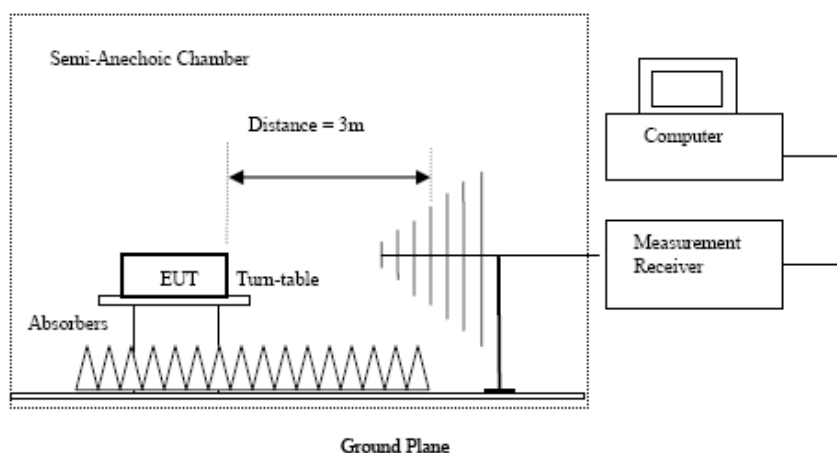 Semi-Anechoic Chamber
Distance = 3m
Computer
Measurement
Receiver
EUT
Turn-table
Absorbers
Ground Plane